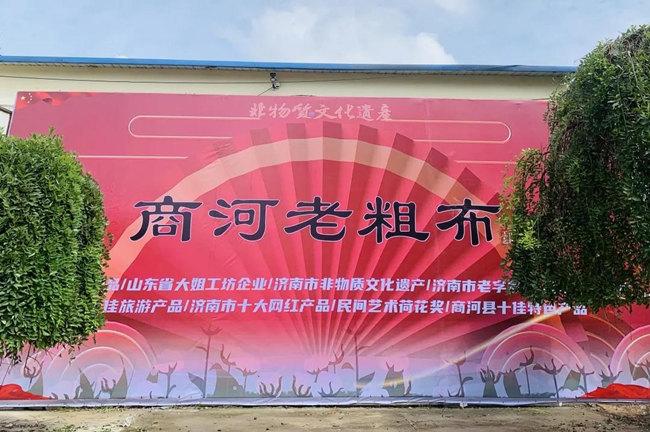 非物质文化遗产
商河老粗布
品/山东省大姐工坊企业/济南市非物质文化遗产/济南市老字
佳旅游产品/济南市十大网红产品/民间艺术荷花奖/商河县十佳特色产品